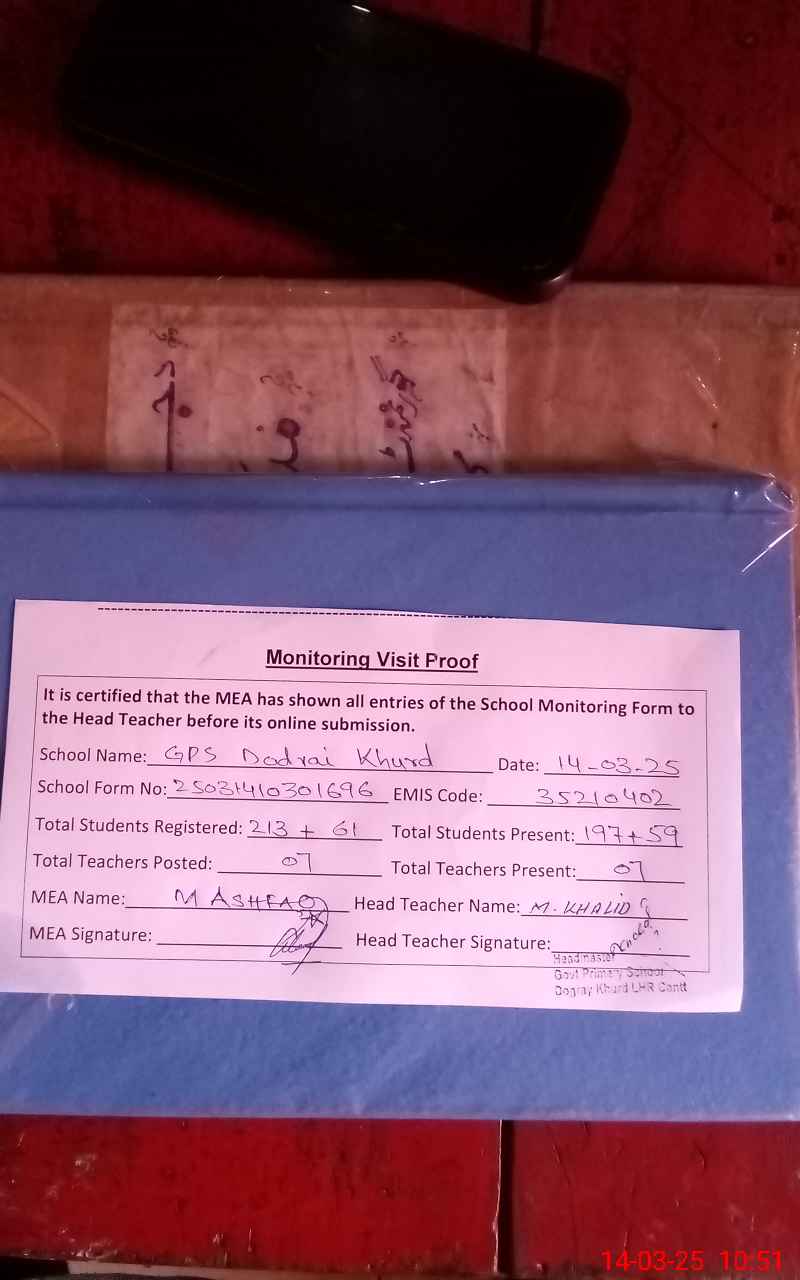 Monitoring Visit Proof
It is certified that the MEA has shown all entries of the School Monitoring Form to
the Head Teacher before its online submission.
School Name: GPS Dodrai Khurd Date: 14-03-25
School Form No: 25031410301696 EMIS Code: 35210402
Total Students Registered: 213 + 61 Total Students Present: 197+59
Total Teachers Posted: 07 Total Teachers Present: 07
MEA Name: M ASHFAQ Head Teacher Name: M. KHALID
MEA Signature: Head Teacher Signature:
Headmaster
Govt Primary School
Dogray Khurd LHR Cantt
14-03-25 10:51